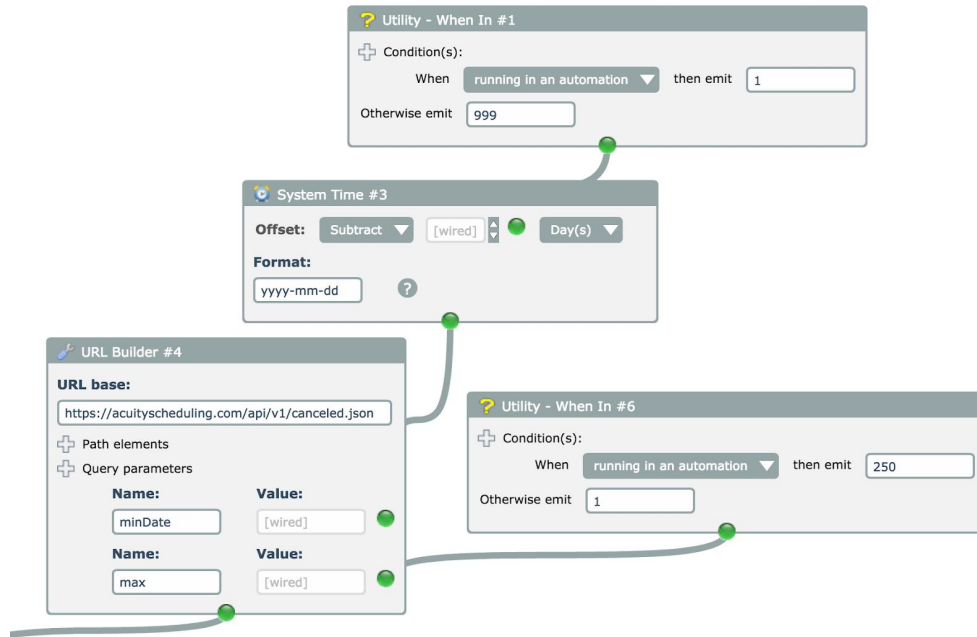 Utility - When In #1
Condition(s):
When running in an automation then emit 1
Otherwise emit 999
System Time #3
Offset: Subtract [wired] Day(s)
Format:
yyyy-mm-dd ?
URL Builder #4
URL base:
https://acuityscheduling.com/api/v1/canceled.json
Path elements
Query parameters
Name: Value:
minDate [wired]
Name: Value:
max [wired]
Utility - When In #6
Condition(s):
When running in an automation then emit 250
Otherwise emit 1